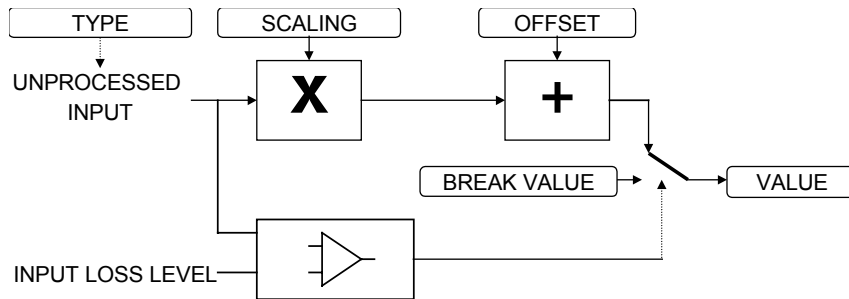 TYPE
SCALING
OFFSET
UNPROCESSED
INPUT
X
+
BREAK VALUE
VALUE
INPUT LOSS LEVEL